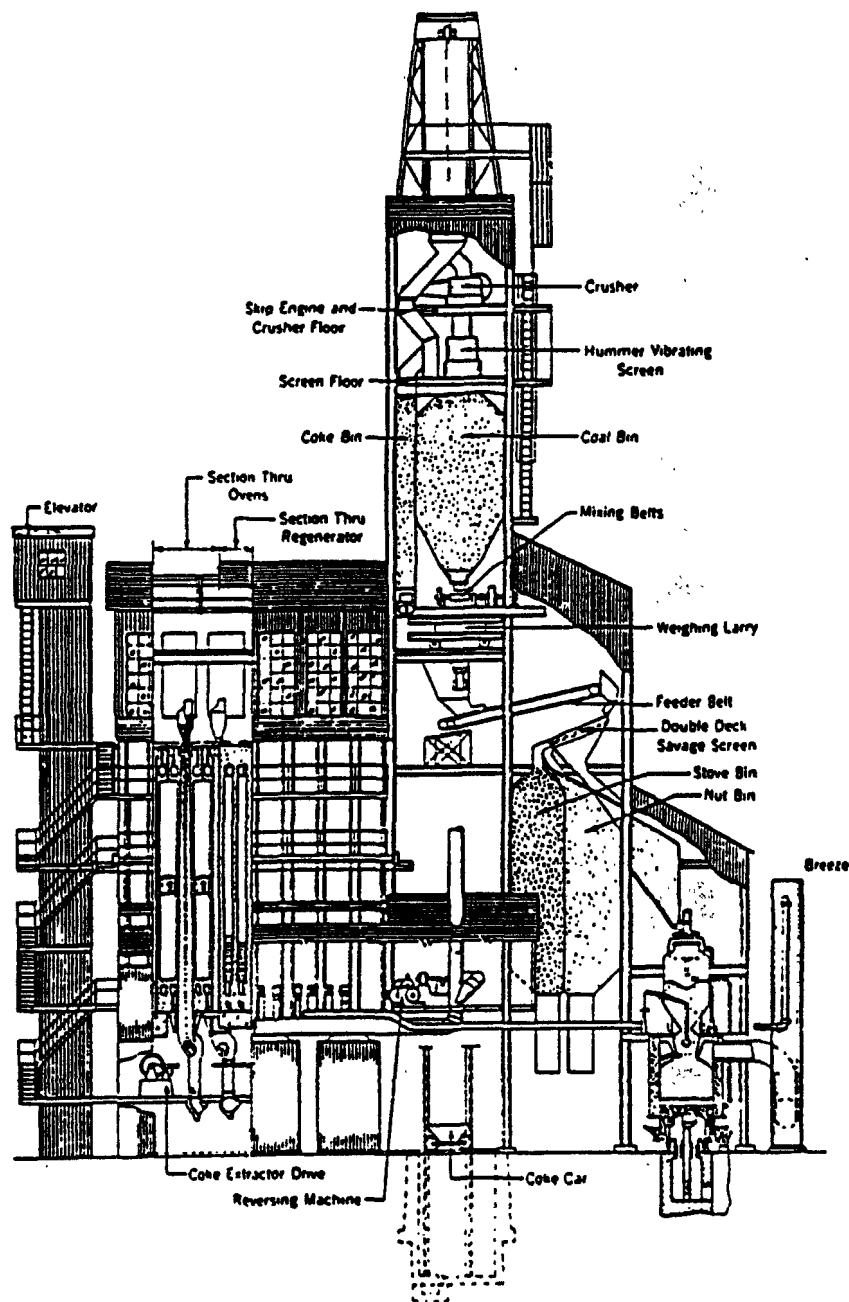 Crusher
Skip Engine and
Crusher Floor
Hummer Vibrating
Screen
Screen Floor
Coke Bin
Coal Bin
Section Thru
Ovens
Elevator
Section Thru
Regenerator
Mixing Belts
Weighing Larry
Feeder Belt
Double Deck
Savage Screen
Stove Bin
Nut Bin
Breeze
Coke Extractor Drive
Reversing Machine
Coke Car